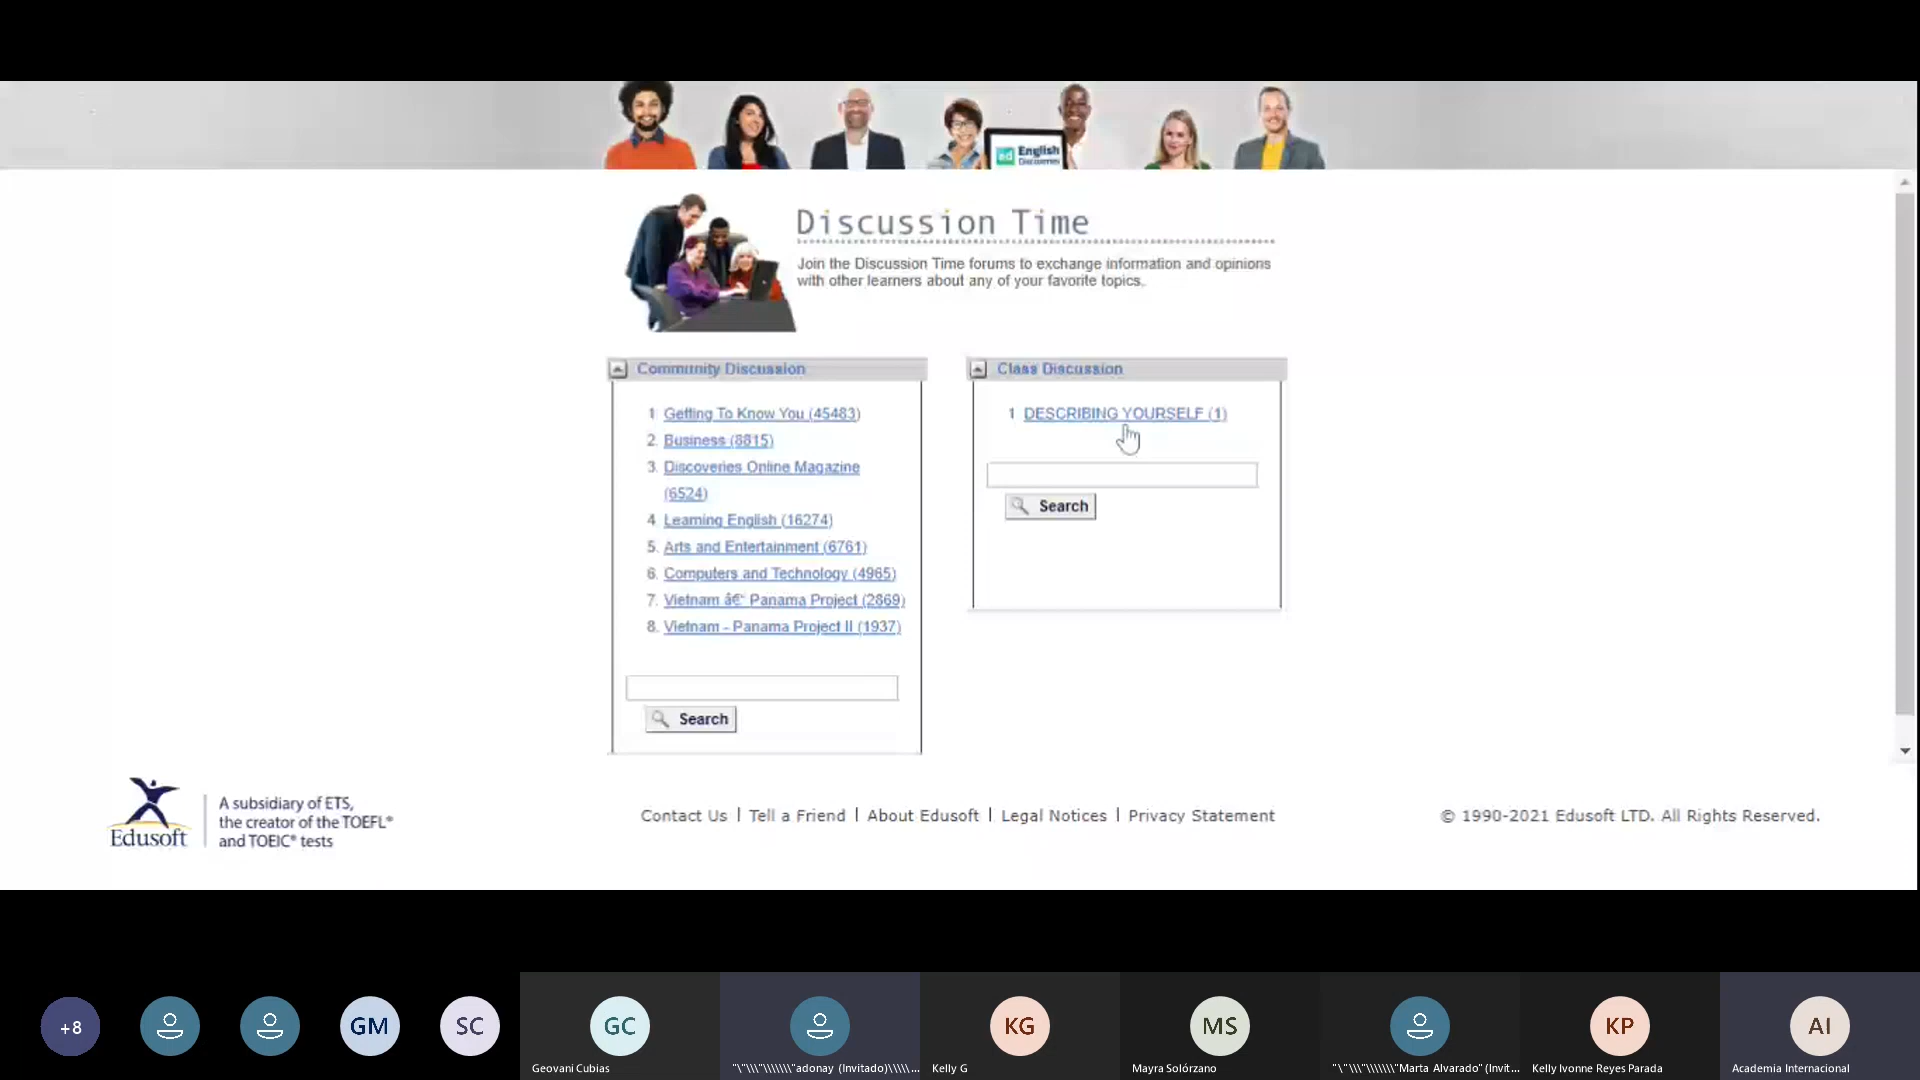 ed English
Discoveries
Discussion Time
Join the Discussion Time forums to exchange information and opinions
with other learners about any of your favorite topics.
Community Discussion
1 Getting To Know You (45483)
2. Business (8815)
3. Discoveries Online Magazine
(6524)
4 Learning English (16274)
5. Arts and Entertainment (6761)
6. Computers and Technology (4965)
7. Vietnam â€“ Panama Project (2869)
8. Vietnam - Panama Project II (1937)
Search
Class Discussion
1 DESCRIBING YOURSELF (1)
Search
Edusoft
A subsidiary of ETS,
the creator of the TOEFL®
and TOEIC® tests
Contact Us | Tell a Friend | About Edusoft | Legal Notices | Privacy Statement
© 1990-2021 Edusoft LTD. All Rights Reserved.
+8
GM
SC
GC
KG
MS
KP
AI
Geovani Cubias
"\"\\\"\\\\\\\"adonay (Invitado)\\\\\...
Kelly G
Mayra Solórzano
"\"\\\"\\\\\\\"Marta Alvarado" (Invit...
Kelly Ivonne Reyes Parada
Academia Internacional